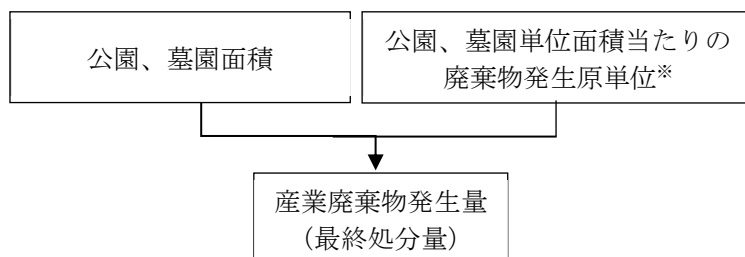 公園、墓園面積
公園、墓園単位面積当たりの
廃棄物発生原単位※
産業廃棄物発生量
（最終処分量）